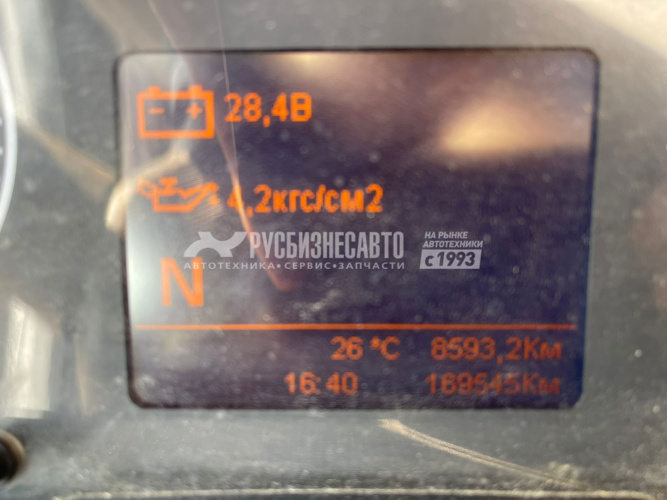 28,4В
4,2кгс/см2
РУСБИЗНЕСАВТО
АВТОТЕХНИКА • СЕРВИС • ЗАПЧАСТИ
НА РЫНКЕ
АВТОТЕХНИКИ
с 1993
N
26 °C 8593,2Км
16:40 169545Км